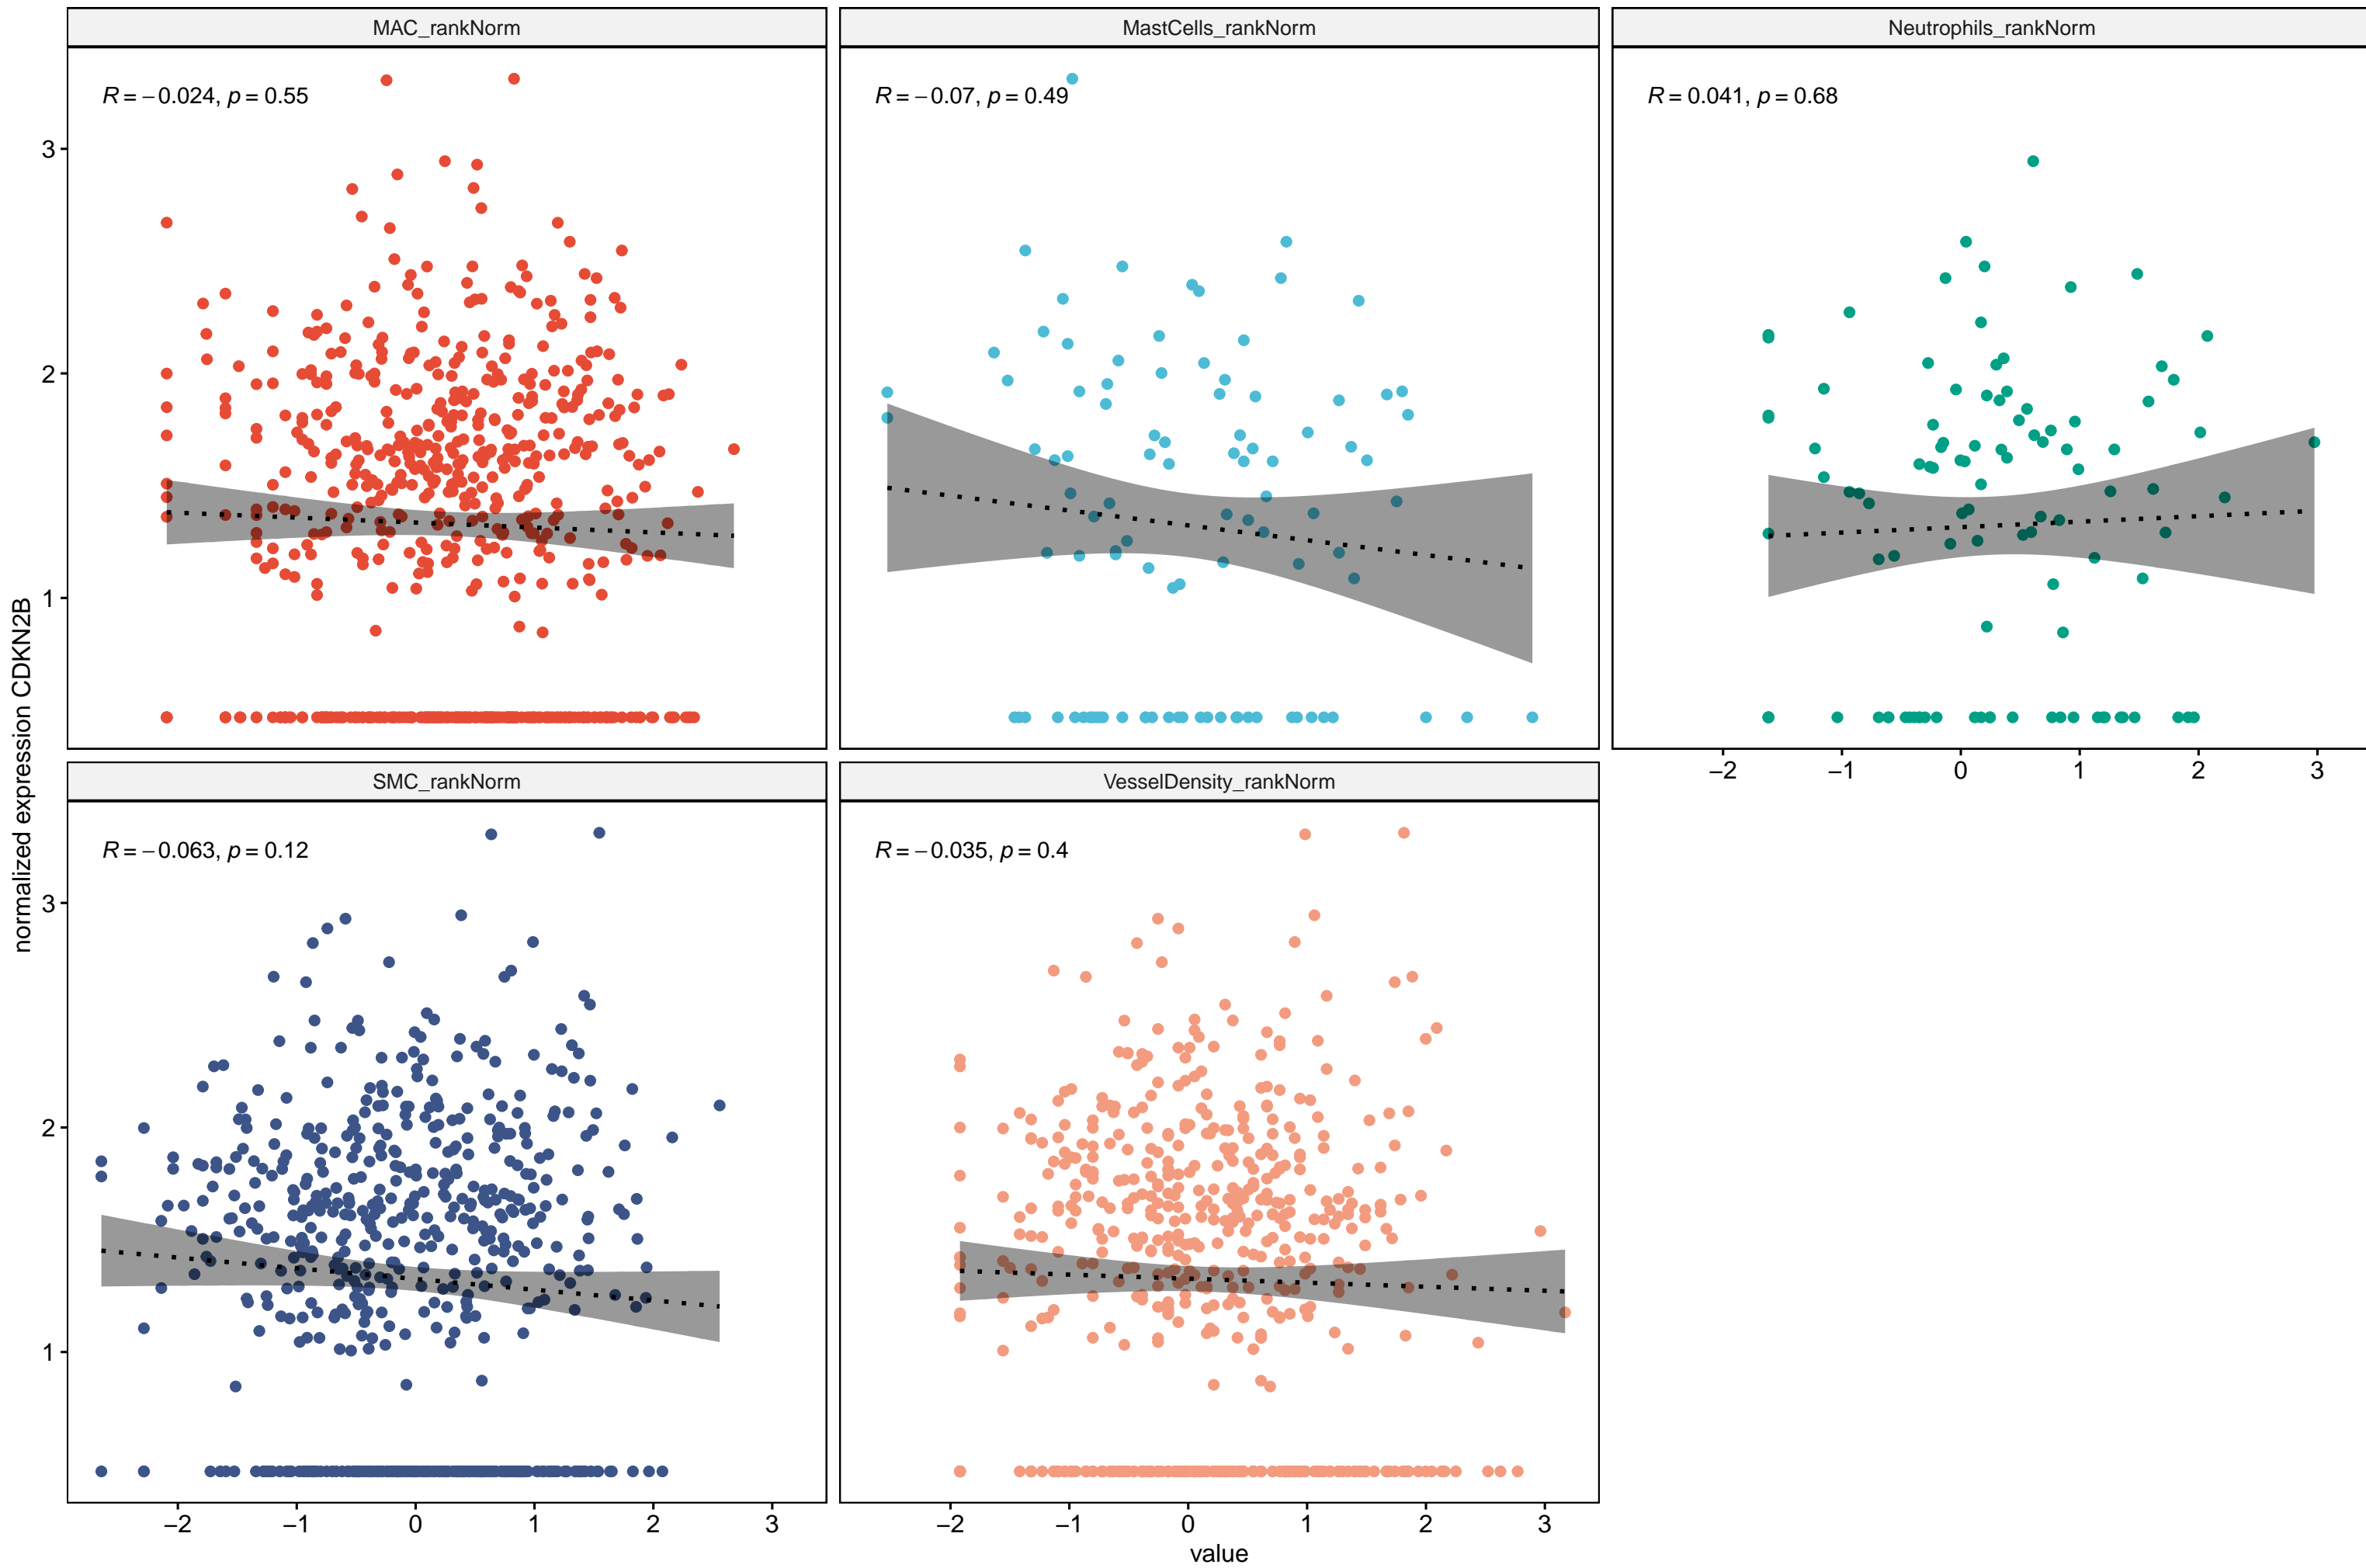 MAC_rankNorm
MastCells_rankNorm
Neutrophils_rankNorm
R = −0.024, p = 0.55
R = −0.07, p = 0.49
R = 0.041, p = 0.68
3
2
1
−2 −1 0 1 2 3
SMC_rankNorm
VesselDensity_rankNorm
R = −0.063, p = 0.12
R = −0.035, p = 0.4
3
2
1
−2 −1 0 1 2 3
−2 −1 0 1 2 3
value
normalized expression CDKN2B